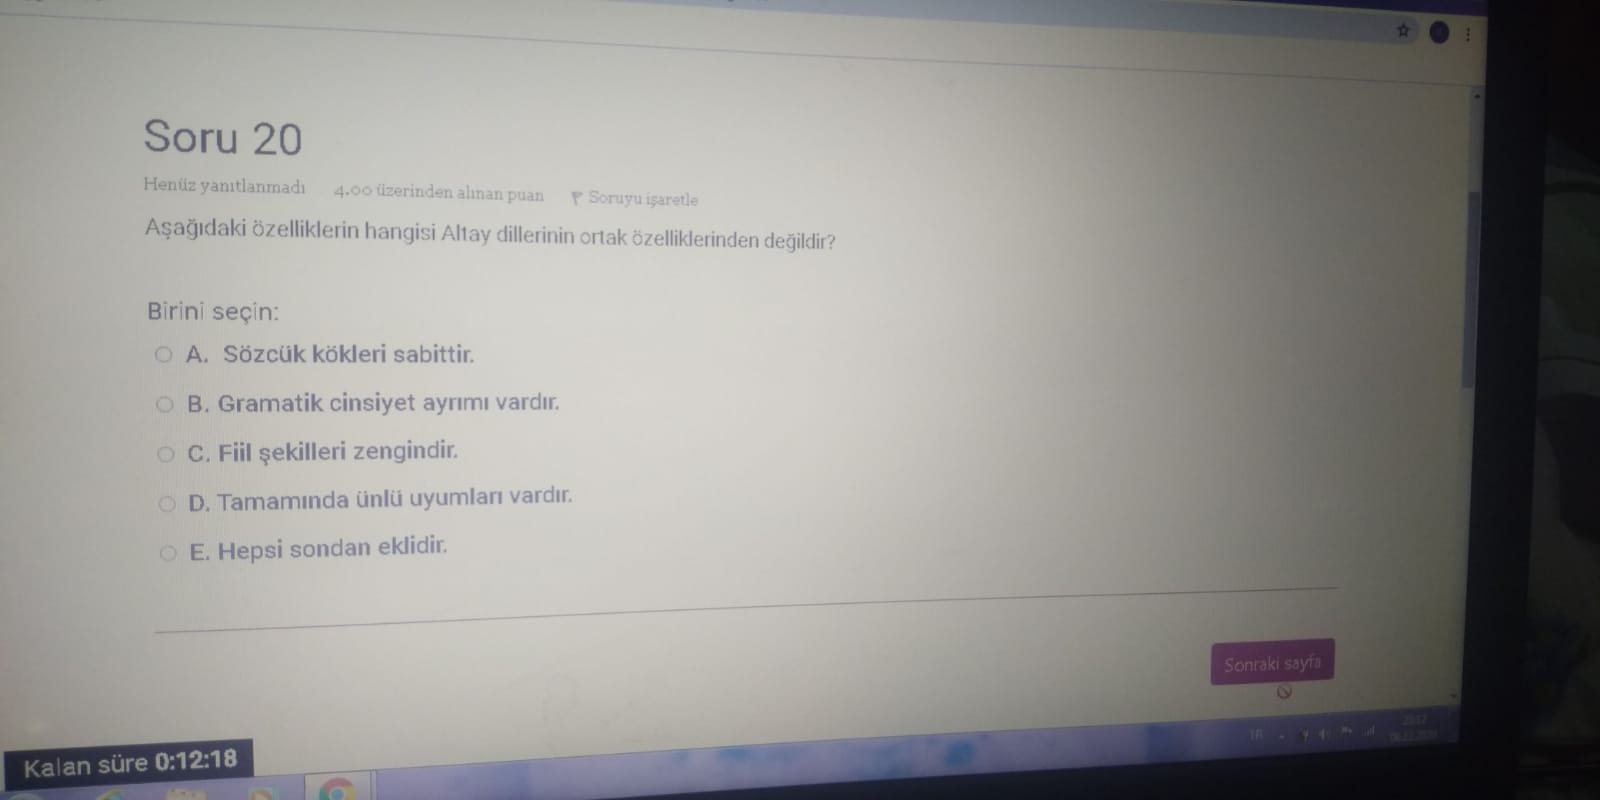 Soru 20
Henüz yanıtlanmadı 4.00 üzerinden alınan puan Soruyu işaretle
Aşağıdaki özelliklerin hangisi Altay dillerinin ortak özelliklerinden değildir?
Birini seçin:
A. Sözcük kökleri sabittir.
B. Gramatik cinsiyet ayrımı vardır.
C. Fiil şekilleri zengindir.
D. Tamamında ünlü uyumları vardır.
E. Hepsi sondan eklidir.
Sonraki sayfa
Kalan süre 0:12:18
TR